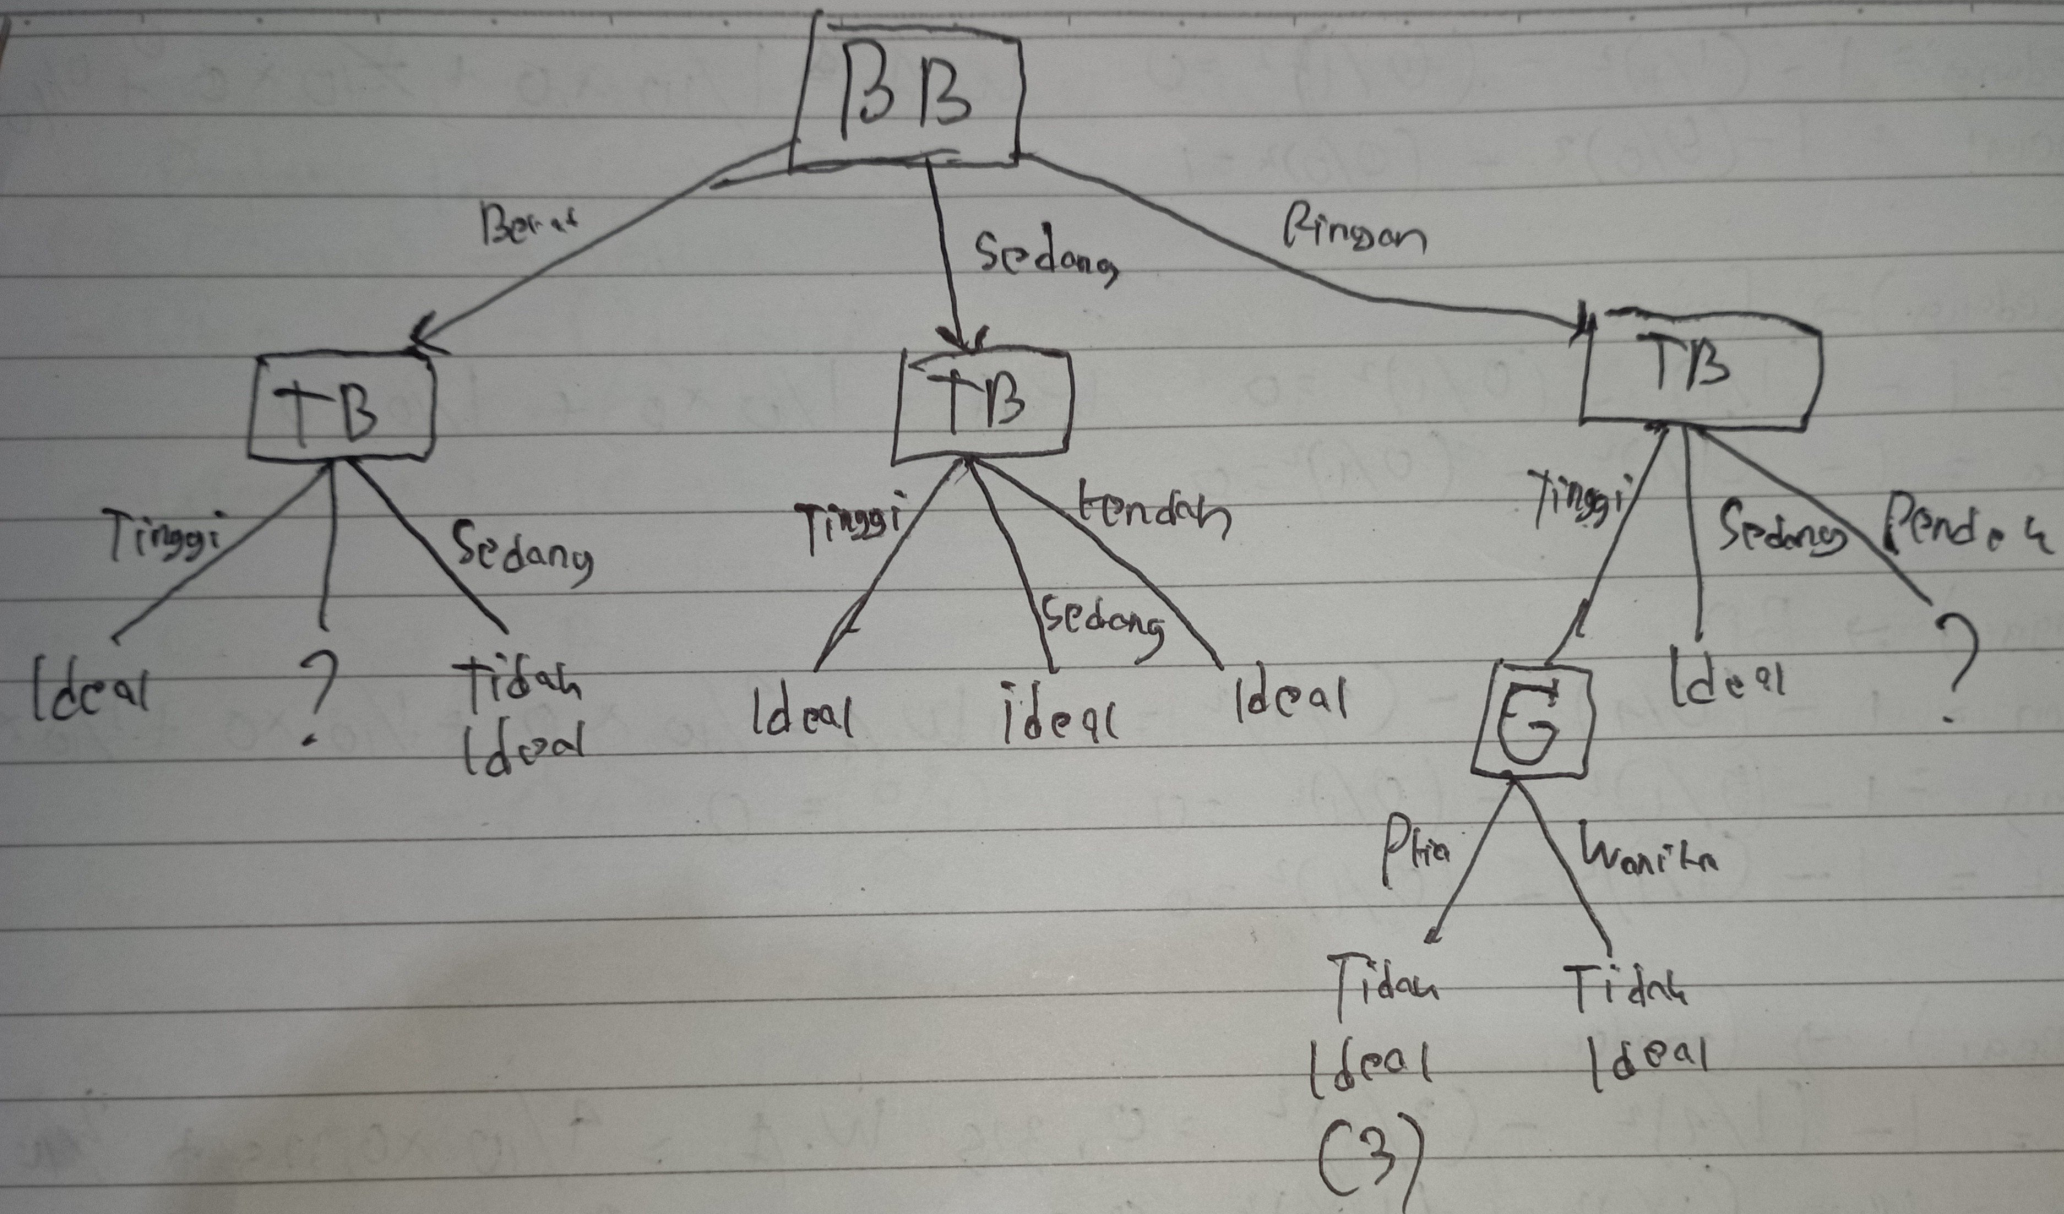 BB
Berat
Sedang
Ringan
TB
TB
TB
Tinggi
Sedang
Tinggi
Sedang
rendah
Tinggi
Sedang
Pendek
Ideal
?
Tidak
Ideal
Ideal
ideal
Ideal
G
Ideal
?
Pria
Wanita
Tidak
Ideal
(3)
Tidak
Ideal